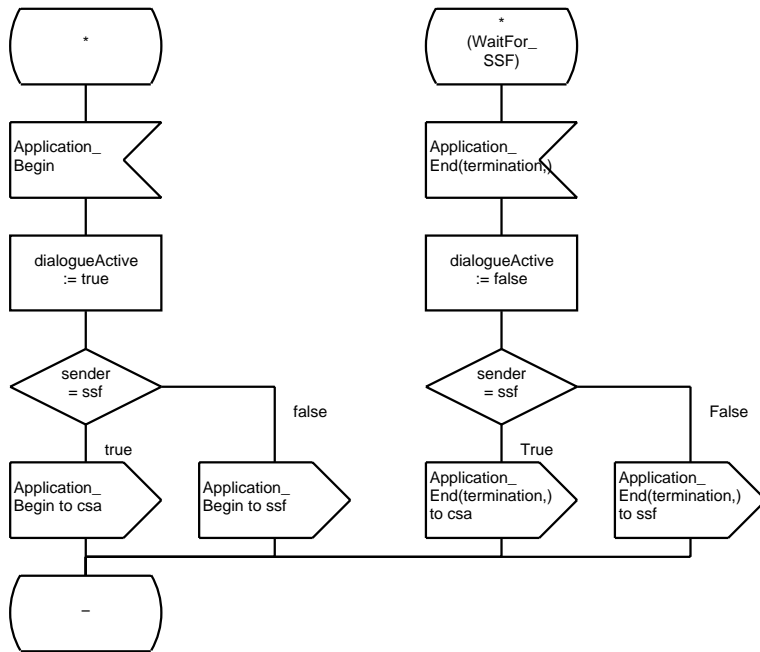 *
Application_
Begin
dialogueActive
:= true
sender
= ssf
false
true
Application_
Begin to csa
Application_
Begin to ssf
–
*
(WaitFor_
SSF)
Application_
End(termination,)
dialogueActive
:= false
sender
= ssf
False
True
Application_
End(termination,)
to csa
Application_
End(termination,)
to ssf